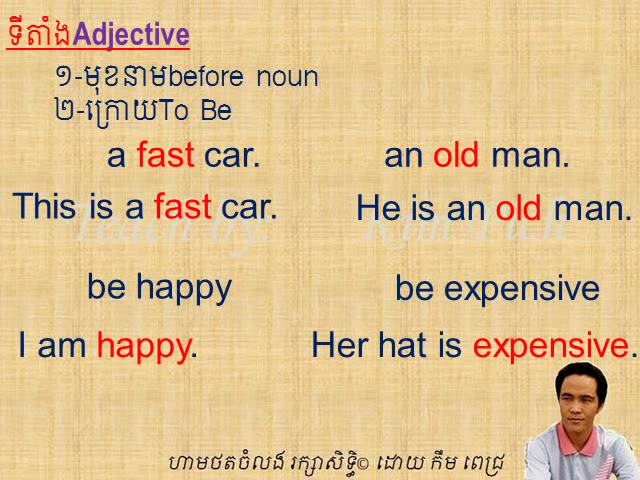 ទីតាំងAdjective
១-មុខនាមbefore noun
២-ក្រោយTo Be
a fast car. an old man.
This is a fast car. He is an old man.
be happy be expensive
I am happy. Her hat is expensive.
ហាមថតចំលង រក្សាសិទ្ធិ© ដោយ កឹម ពេជ្រ